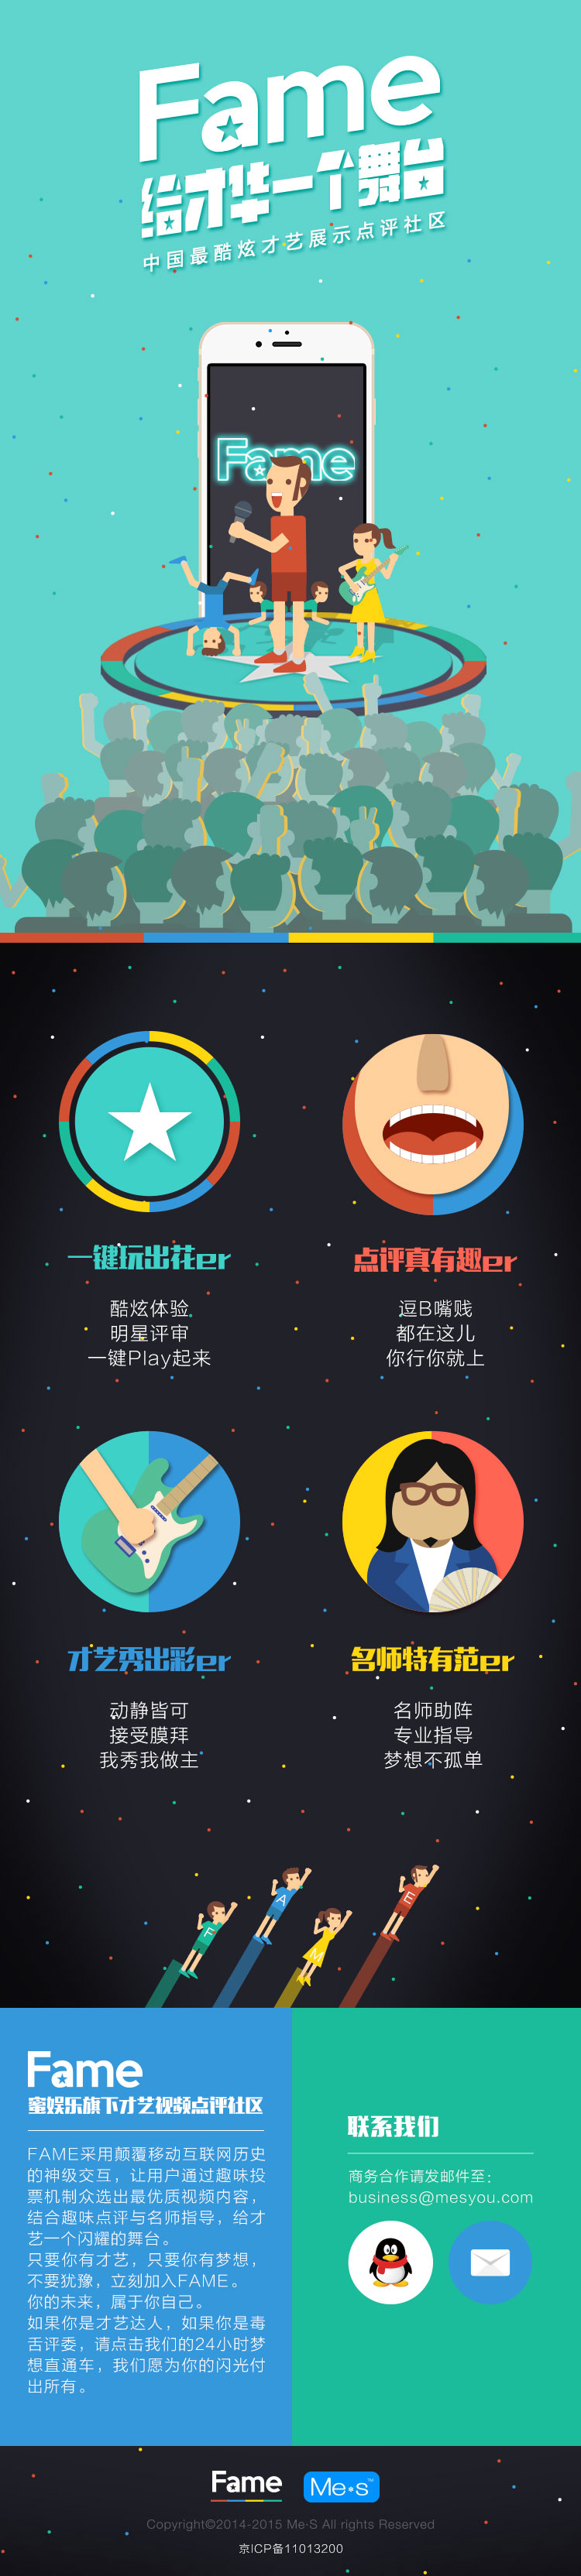 Fame
给才华一个舞台
中国最酷炫才艺展示点评社区
Fame
一键玩出花er
酷炫体验
明星评审
一键Play起来
点评真有趣er
逗B嘴贱
都在这儿
你行你就上
才艺秀出彩er
动静皆可
接受膜拜
我秀我做主
名师特有范er
名师助阵
专业指导
梦想不孤单
F
A
M
E
Fame
蜜娱乐旗下才艺视频点评社区
FAME采用颠覆移动互联网历史
的神级交互，让用户通过趣味投
票机制众选出最优质视频内容，
结合趣味点评与名师指导，给才
艺一个闪耀的舞台。
只要你有才艺，只要你有梦想，
不要犹豫，立刻加入FAME。
你的未来，属于你自己。
如果你是才艺达人，如果你是毒
舌评委，请点击我们的24小时梦
想直通车，我们愿为你的闪光付
出所有。
联系我们
商务合作请发邮件至：
business@mesyou.com
Fame
Me·s™
Copyright©2014-2015 Me·S All rights Reserved
京ICP备11013200